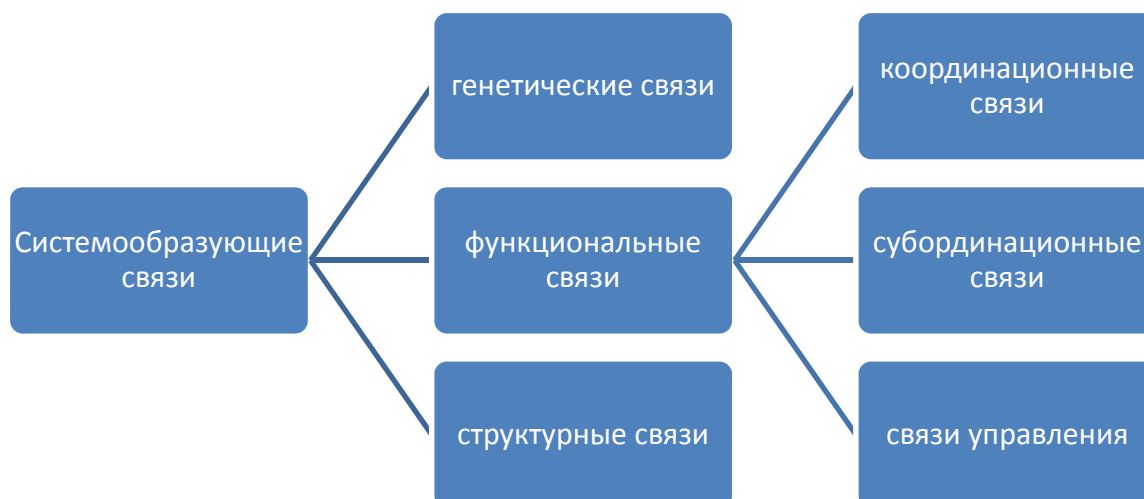 Системообразующие
связи
генетические связи
функциональные
связи
структурные связи
координационные
связи
субординационные
связи
связи управления